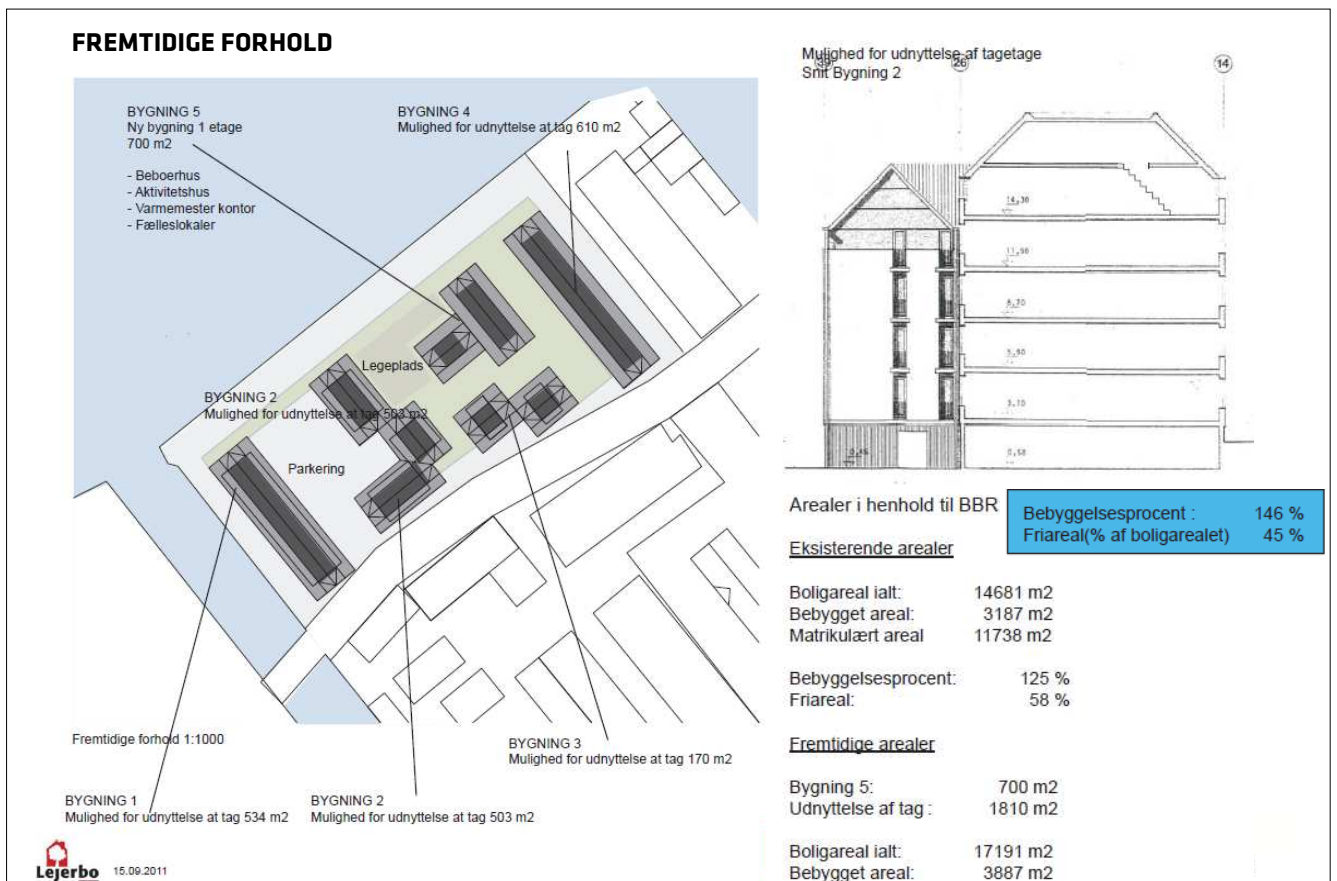 FREMTIDIGE FORHOLD
BYGNING 5
Ny bygning 1 etage
700 m2
- Beboerhus
- Aktivitetshus
- Varmemester kontor
- Fælleslokaler
BYGNING 4
Mulighed for udnyttelse at tag 610 m2
Legeplads
BYGNING 2
Mulighed for udnyttelse at tag 503 m2
Parkering
Fremtidige forhold 1:1000
BYGNING 3
Mulighed for udnyttelse at tag 170 m2
BYGNING 1
Mulighed for udnyttelse at tag 534 m2
BYGNING 2
Mulighed for udnyttelse at tag 503 m2
Lejerbo 15.09.2011
Mulighed for udnyttelse af tagetage
Snit Bygning 2
26
14
14,30
5,90
0,58
Arealer i henhold til BBR
Bebyggelsesprocent : 146 %
Friareal(% af boligarealet) 45 %
Eksisterende arealer
Boligareal ialt: 14681 m2
Bebygget areal: 3187 m2
Matrikulært areal 11738 m2
Bebyggelsesprocent: 125 %
Friareal: 58 %
Fremtidige arealer
Bygning 5: 700 m2
Udnyttelse af tag : 1810 m2
Boligareal ialt: 17191 m2
Bebygget areal: 3887 m2